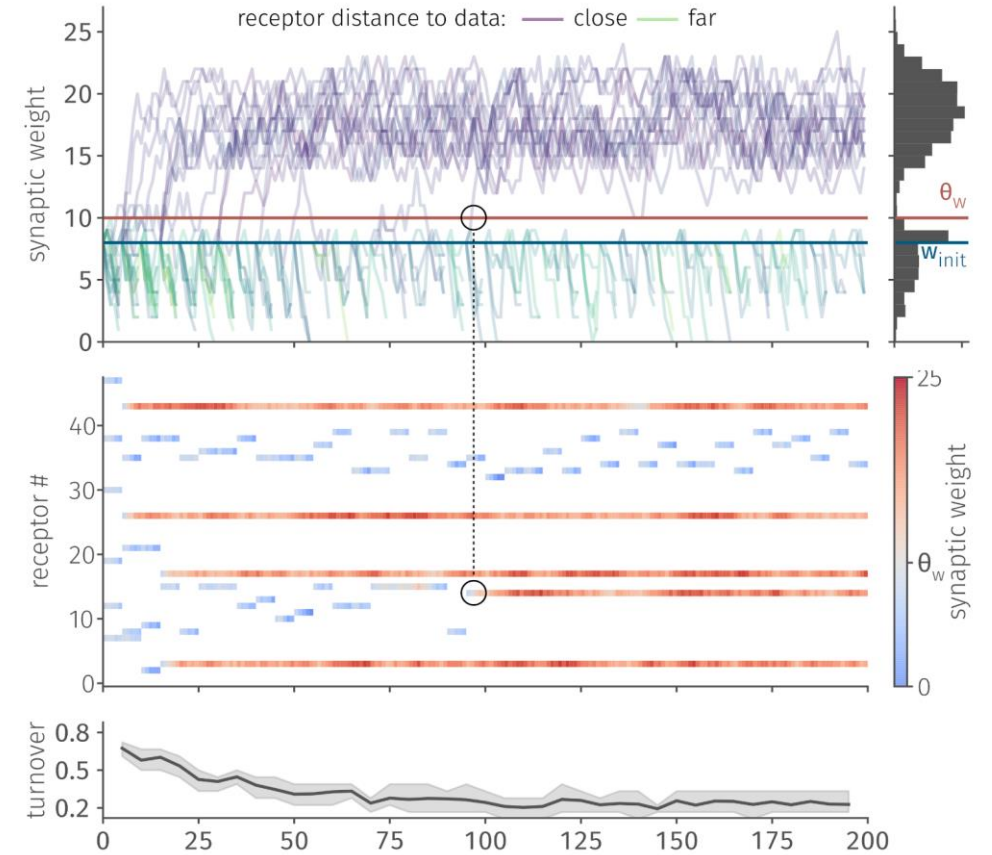 receptor distance to data: close far
25
20
15
10
5
0
synaptic weight
θw
winit
40
30
20
10
0
receptor #
25
θw
0
synaptic weight
0.8
0.5
0.2
turnover
0 25 50 75 100 125 150 175 200